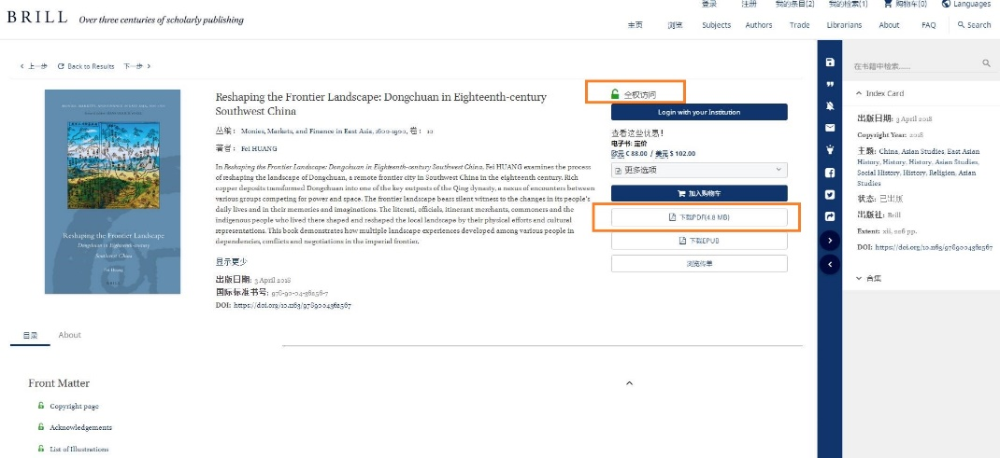 登录 注册 我的条目(2) 我的检索(1) 购物车(0) Languages
BRILL Over three centuries of scholarly publishing
主页 浏览 Subjects Authors Trade Librarians About FAQ Search
上一步 Back to Results 下一步
Reshaping the Frontier Landscape: Dongchuan in Eighteenth-century
Southwest China
丛编： Monies, Markets, and Finance in East Asia, 1600-1900, 卷： 10
著者： Fei HUANG
In Reshaping the Frontier Landscape: Dongchuan in Eighteenth-century Southwest China, Fei HUANG examines the process
of reshaping the landscape of Dongchuan, a remote frontier city in Southwest China in the eighteenth century. Rich
copper deposits transformed Dongchuan into one of the key outposts of the Qing dynasty, a nexus of encounters between
various groups competing for power and space. The frontier landscape bears silent witness to the changes in its people's
daily lives and in their memories and imaginations. The literati, officials, itinerant merchants, commoners and the
indigenous people who lived there shaped and reshaped the local landscape by their physical efforts and cultural
representations. This book demonstrates how multiple landscape experiences developed among various people in
dependencies, conflicts and negotiations in the imperial frontier.
显示更少
出版日期: 3 April 2018
国际标准书号: 978-90-04-36256-7
DOI: https://doi.org/10.1163/9789004362567
Reshaping the Frontier Landscape
Dongchuan in Eighteenth-century
Southwest China
Fei Huang
BRILL
全权访问
Login with your Institution
查看这些优惠！
电子书: 定价
欧元 € 88.00 / 美元 $ 102.00
更多选项
加入购物车
下载PDF(4.8 MB)
下载EPUB
浏览传单
在书籍中检索......
Index Card
出版日期: 3 April 2018
Copyright Year: 2018
主题: China, Asian Studies, East Asian
History, History, History, Asian Studies,
Social History, History, Religion, Asian
Studies
状态: 已出版
出版社: Brill
Extent: xii, 226 pp.
DOI: https://doi.org/10.1163/9789004362567
合集
目录 About
Front Matter
Copyright page
Acknowledgements
List of Illustrations